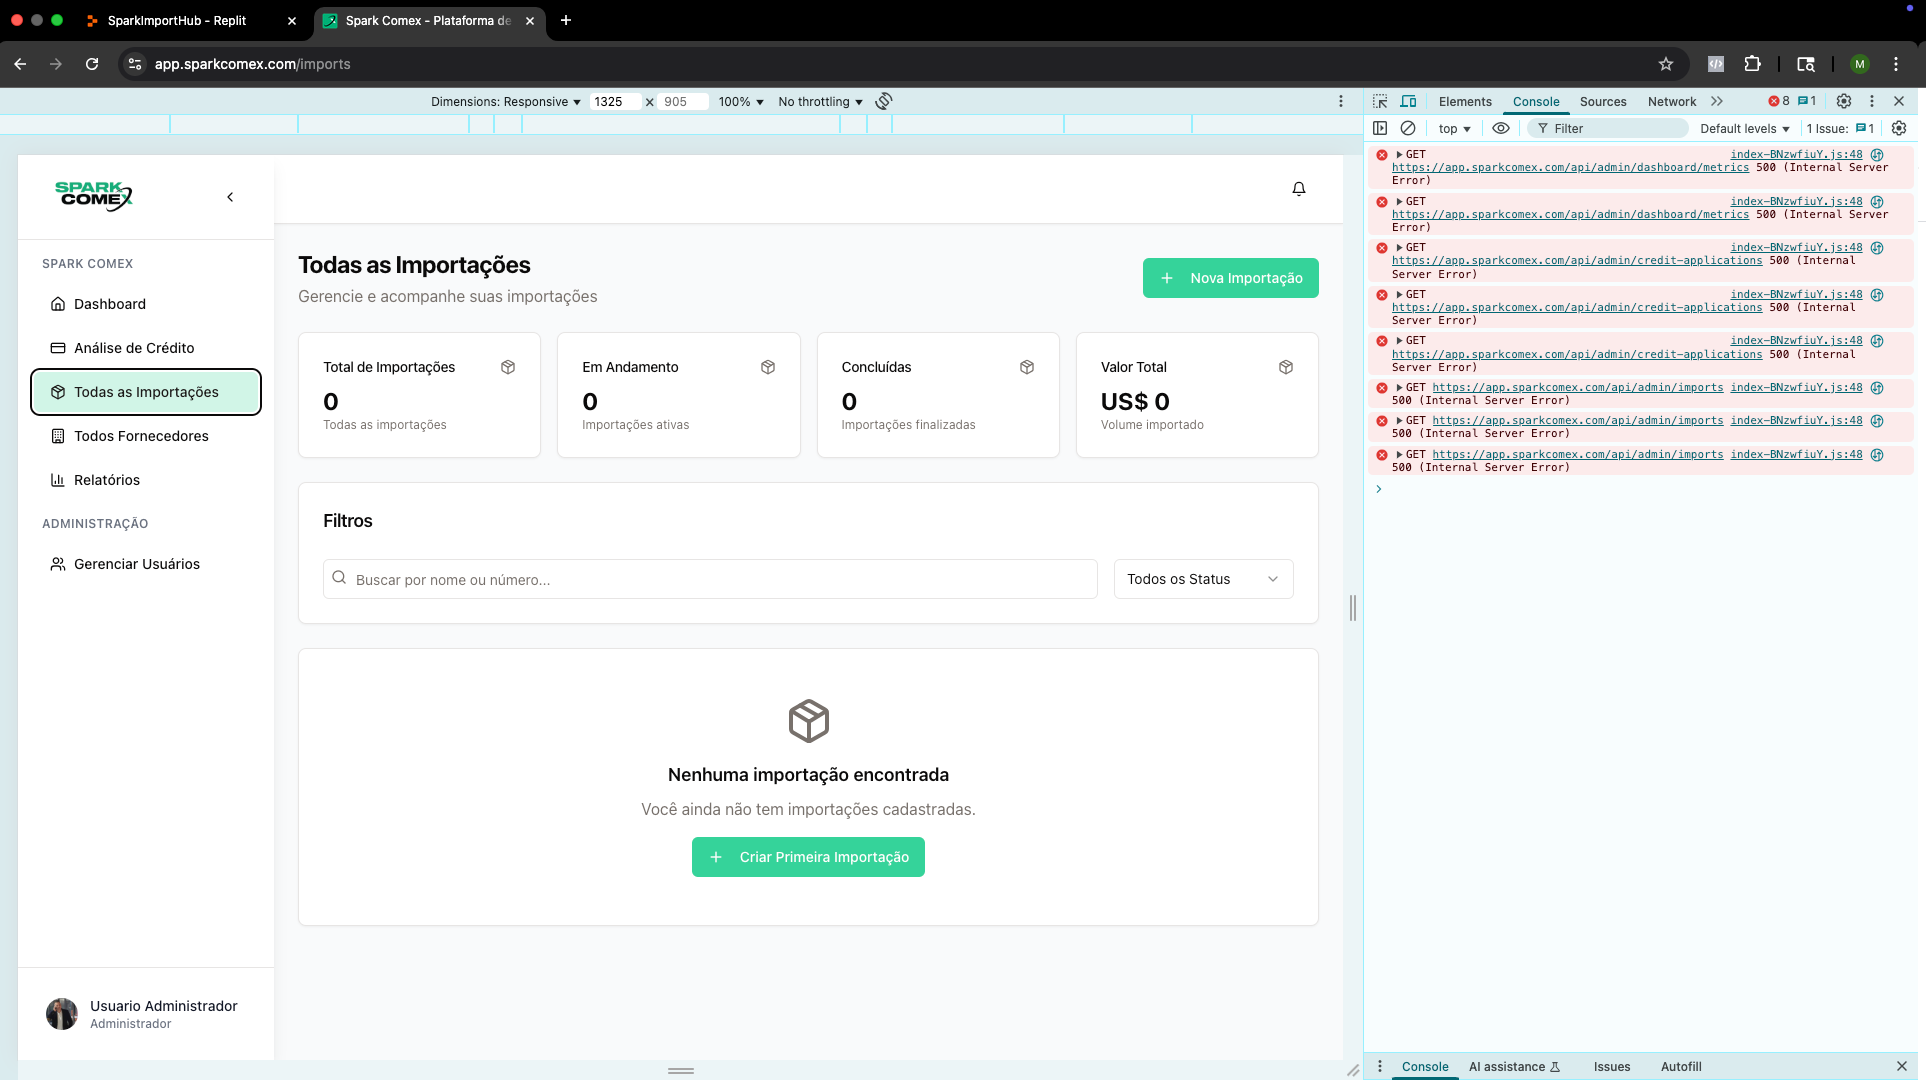 SparkImportHub - Replit
Spark Comex - Plataforma de
app.sparkcomex.com/imports
M
Dimensions: Responsive 1325 x 905 100% No throttling
Elements Console Sources Network 8 1
top Filter Default levels 1 Issue: 1
SPARK
COMEX
SPARK COMEX
Dashboard
Análise de Crédito
Todas as Importações
Todos Fornecedores
Relatórios
ADMINISTRAÇÃO
Gerenciar Usuários
Usuario Administrador
Administrador
Todas as Importações
Gerencie e acompanhe suas importações
+ Nova Importação
Total de Importações
0
Todas as importações
Em Andamento
0
Importações ativas
Concluídas
0
Importações finalizadas
Valor Total
US$ 0
Volume importado
Filtros
Buscar por nome ou número...
Todos os Status
Nenhuma importação encontrada
Você ainda não tem importações cadastradas.
+ Criar Primeira Importação
GET index-BNzwfiuY.js:48
https://app.sparkcomex.com/api/admin/dashboard/metrics 500 (Internal Server
Error)
GET index-BNzwfiuY.js:48
https://app.sparkcomex.com/api/admin/dashboard/metrics 500 (Internal Server
Error)
GET index-BNzwfiuY.js:48
https://app.sparkcomex.com/api/admin/credit-applications 500 (Internal
Server Error)
GET index-BNzwfiuY.js:48
https://app.sparkcomex.com/api/admin/credit-applications 500 (Internal
Server Error)
GET index-BNzwfiuY.js:48
https://app.sparkcomex.com/api/admin/credit-applications 500 (Internal
Server Error)
GET https://app.sparkcomex.com/api/admin/imports index-BNzwfiuY.js:48
500 (Internal Server Error)
GET https://app.sparkcomex.com/api/admin/imports index-BNzwfiuY.js:48
500 (Internal Server Error)
GET https://app.sparkcomex.com/api/admin/imports index-BNzwfiuY.js:48
500 (Internal Server Error)
Console AI assistance Issues Autofill